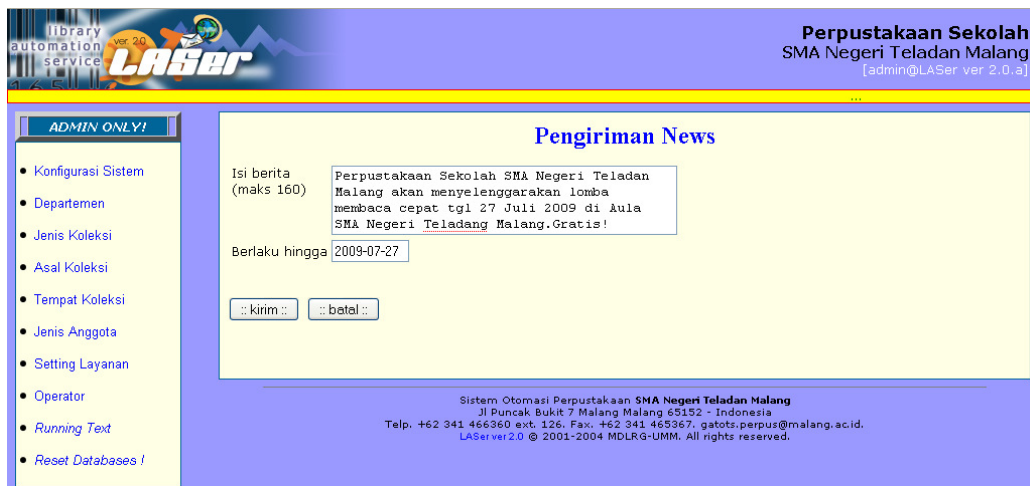 library
automation
service
ver. 2.0
LASer
Perpustakaan Sekolah
SMA Negeri Teladan Malang
[admin@LASer ver 2.0.a]
...
ADMIN ONLY!
Konfigurasi Sistem
Departemen
Jenis Koleksi
Asal Koleksi
Tempat Koleksi
Jenis Anggota
Setting Layanan
Operator
Running Text
Reset Databases !
Pengiriman News
Isi berita
(maks 160)
Perpustakaan Sekolah SMA Negeri Teladan
Malang akan menyelenggarakan lomba
membaca cepat tgl 27 Juli 2009 di Aula
SMA Negeri Teladang Malang.Gratis!
Berlaku hingga 2009-07-27
:: kirim :: :: batal ::
Sistem Otomasi Perpustakaan SMA Negeri Teladan Malang
Jl Puncak Bukit 7 Malang Malang 65152 - Indonesia
Telp. +62 341 466360 ext. 126. Fax. +62 341 465367. gatots.perpus@malang.ac.id.
LASer ver 2.0 @ 2001-2004 MDLRG-UMM. All rights reserved.